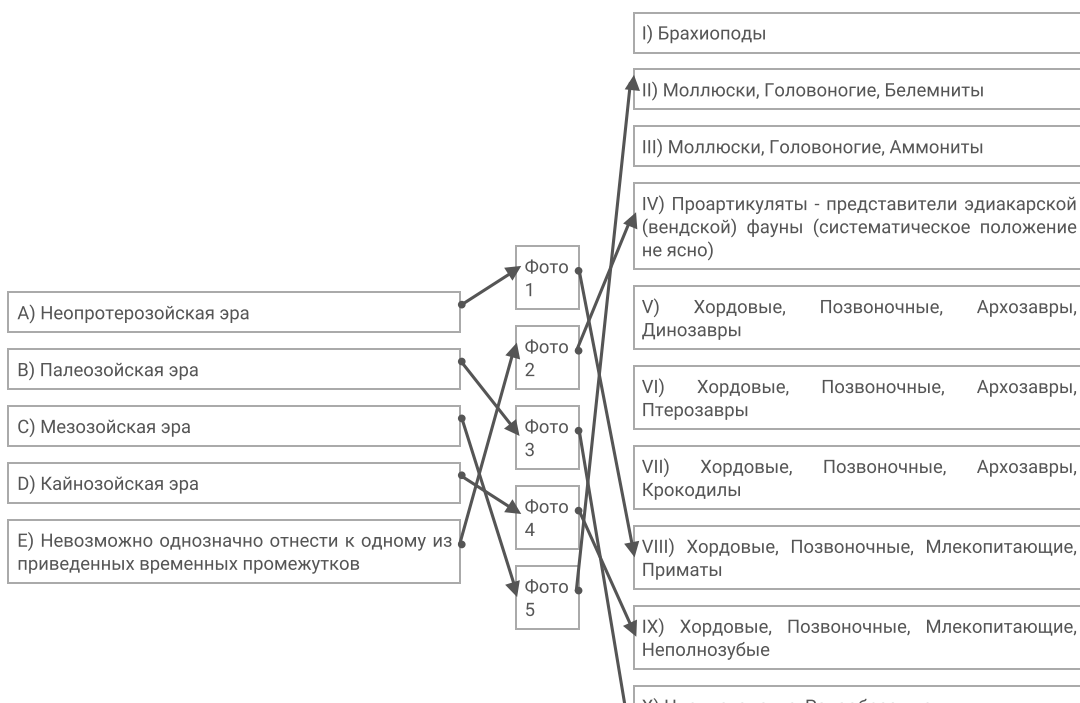 I) Брахиоподы
II) Моллюски, Головоногие, Белемниты
III) Моллюски, Головоногие, Аммониты
IV) Проартикуляты - представители эдиакарской
(вендской) фауны (систематическое положение
не ясно)
V) Хордовые, Позвоночные, Архозавры,
Динозавры
VI) Хордовые, Позвоночные, Архозавры,
Птерозавры
VII) Хордовые, Позвоночные, Архозавры,
Крокодилы
VIII) Хордовые, Позвоночные, Млекопитающие,
Приматы
IX) Хордовые, Позвоночные, Млекопитающие,
Неполнозубые
Фото
1
Фото
2
Фото
3
Фото
4
Фото
5
A) Неопротерозойская эра
B) Палеозойская эра
C) Мезозойская эра
D) Кайнозойская эра
E) Невозможно однозначно отнести к одному из
приведенных временных промежутков